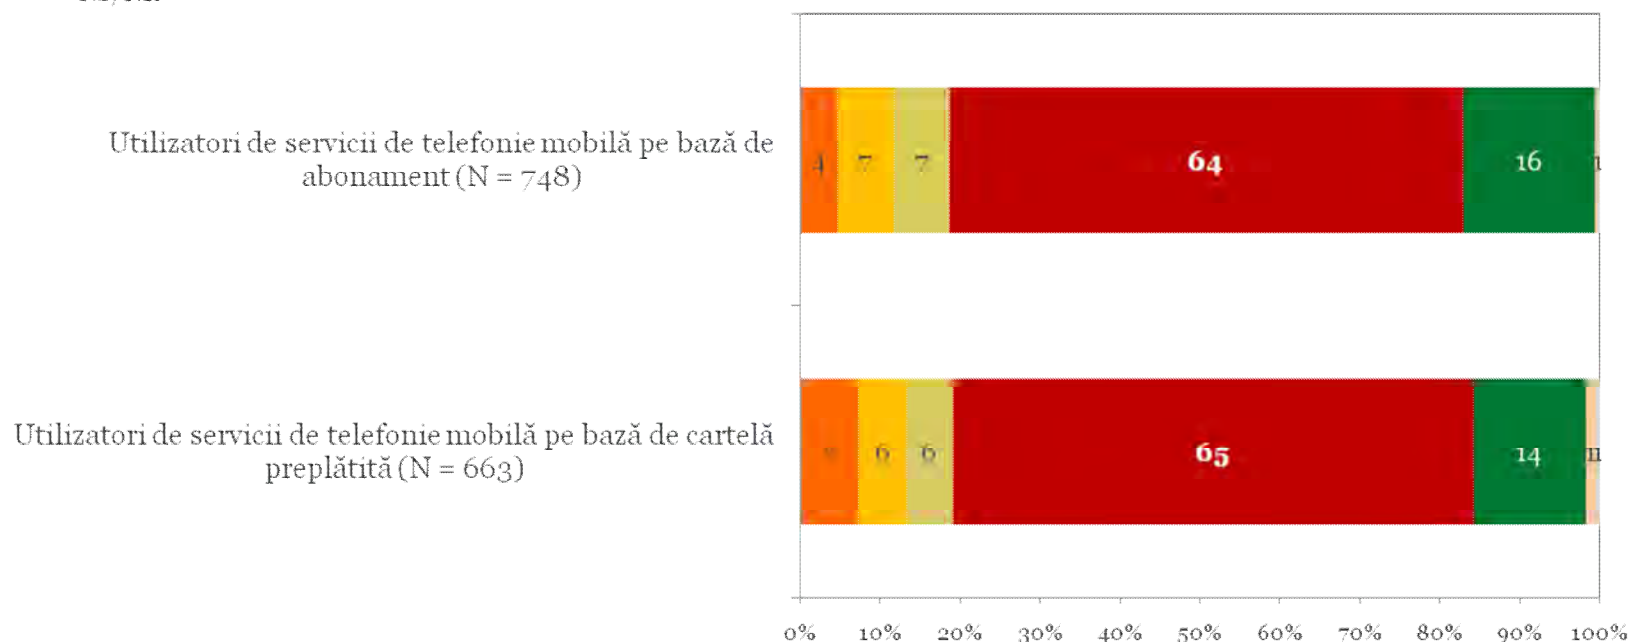 Utilizatori de servicii de telefonie mobilă pe bază de
abonament (N = 748)
4 7 7 64 16 1
Utilizatori de servicii de telefonie mobilă pe bază de cartelă
preplătită (N = 663)
6 6 65 14 11
0% 10% 20% 30% 40% 50% 60% 70% 80% 90% 100%